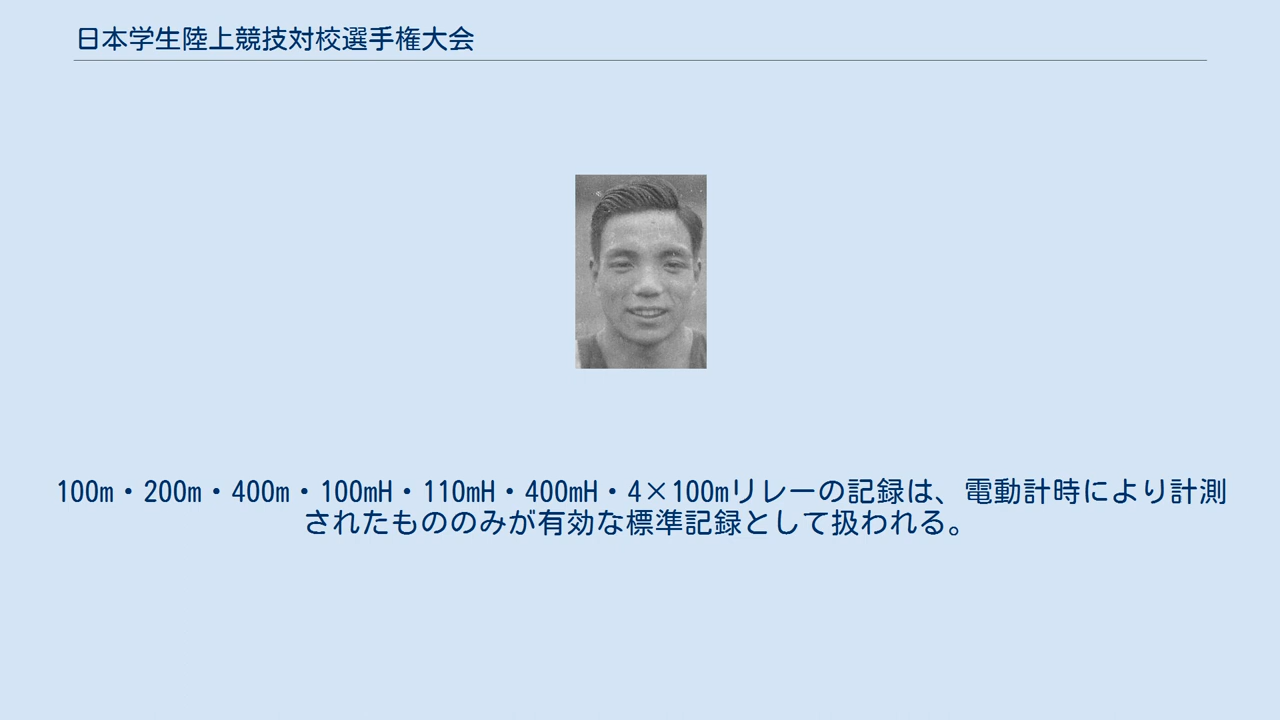 日本学生陸上競技対校選手権大会
100m・200m・400m・100mH・110mH・400mH・4×100mリレーの記録は、電動計時により計測
されたもののみが有効な標準記録として扱われる。